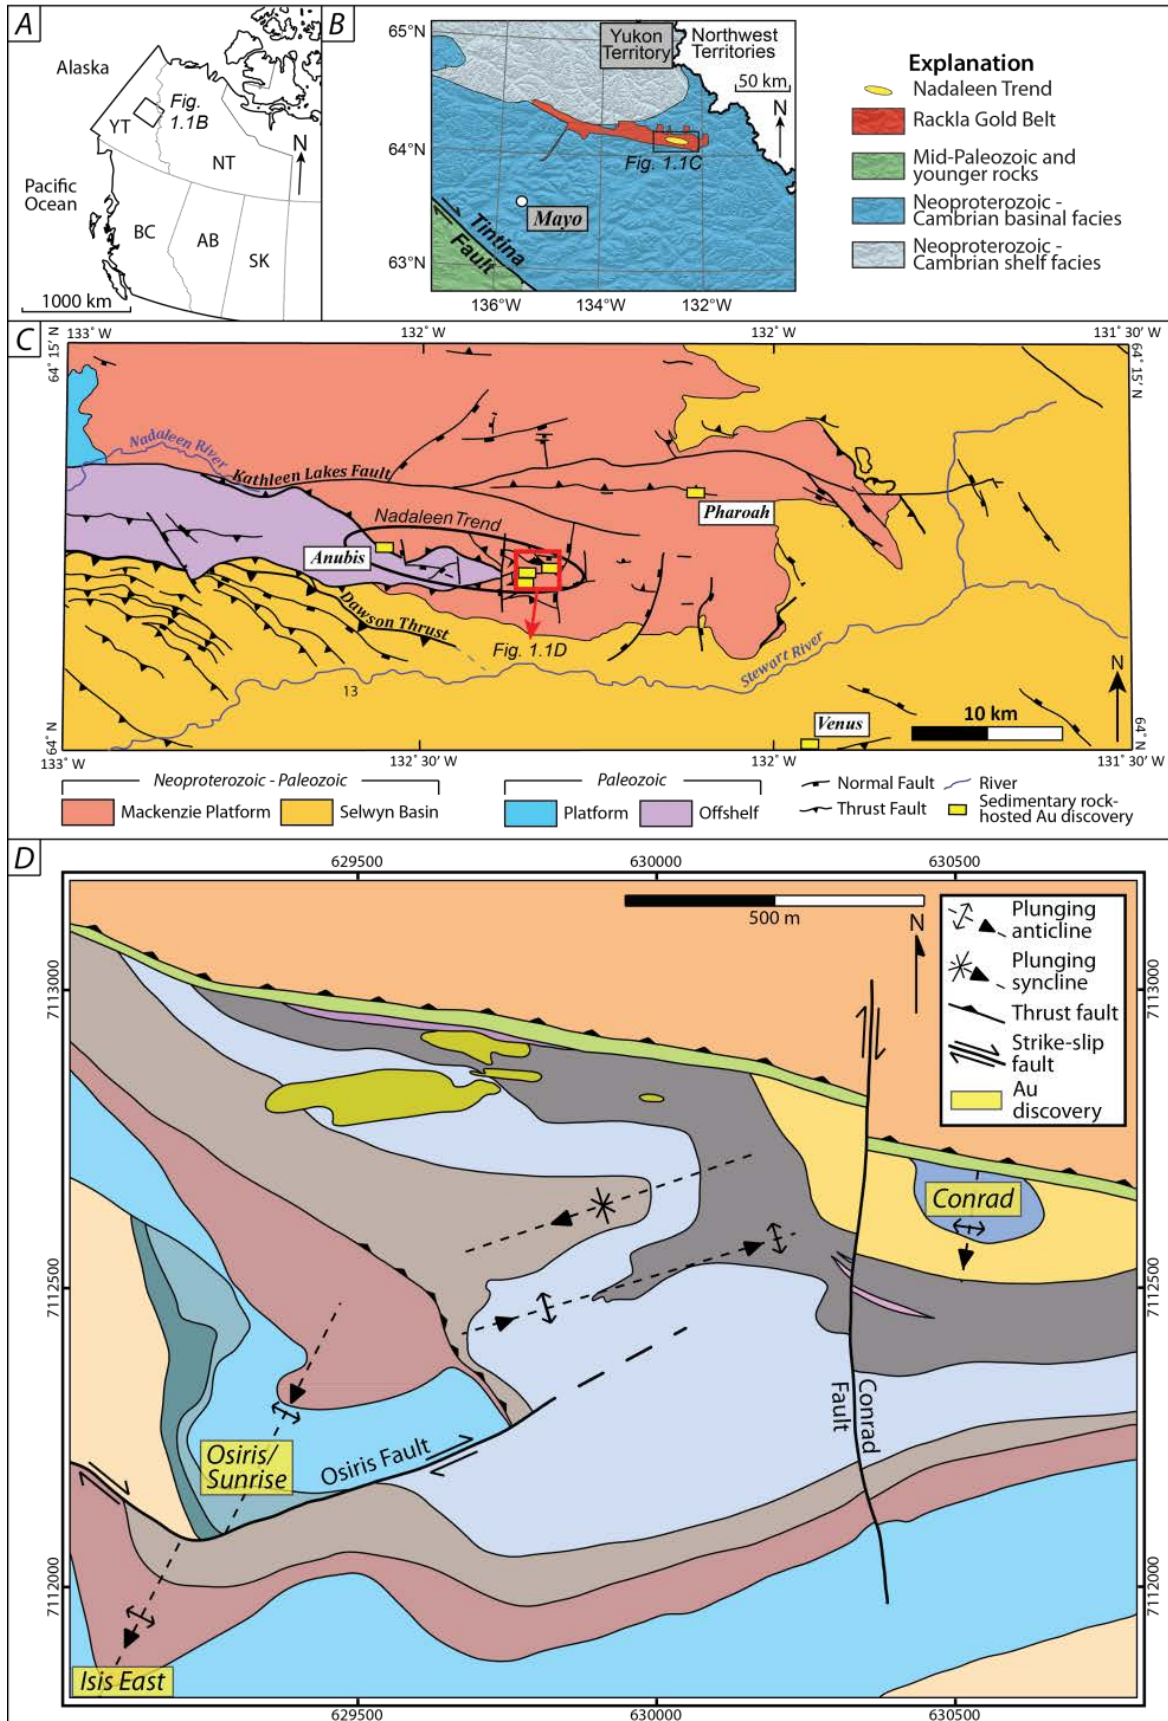 A
Alaska
Fig.
1.1B
YT
NT
N
Pacific
Ocean
BC
AB
SK
1000 km
B
65°N
64°N
63°N
Yukon
Territory
Northwest
Territories
50 km
N
Fig. 1.1C
Mayo
Tintina
Fault
136°W
134°W
132°W
Explanation
Nadaleen Trend
Rackla Gold Belt
Mid-Paleozoic and
younger rocks
Neoproterozoic -
Cambrian basinal facies
Neoproterozoic -
Cambrian shelf facies
C
133° W
132° W
132° W
131° 30' W
64° 15' N
64° 15' N
Nadaleen River
Kathleen Lakes Fault
Nadaleen Trend
Pharoah
Anubis
Dawson Thrust
Fig. 1.1D
Stewart River
13
N
Venus
10 km
64° N
64° N
133° W
132° 30' W
132° W
131° 30' W
Neoproterozoic - Paleozoic
Mackenzie Platform
Selwyn Basin
Paleozoic
Platform
Offshelf
Normal Fault
River
Thrust Fault
Sedimentary rock-
hosted Au discovery
D
629500
630000
630500
500 m
N
Plunging
anticline
Plunging
syncline
Thrust fault
Strike-slip
fault
Au
discovery
7113000
7113000
Conrad
7112500
7112500
Conrad
Fault
Osiris/
Sunrise
Osiris Fault
7112000
7112000
Isis East
629500
630000
630500